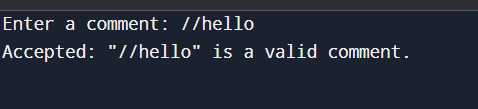 Enter a comment: //hello
Accepted: "//hello" is a valid comment.